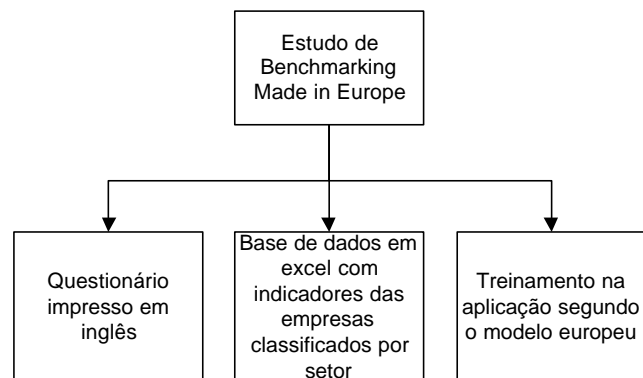 Estudo de
Benchmarking
Made in Europe
Questionário
impresso em
inglês
Base de dados em
excel com
indicadores das
empresas
classificados por
setor
Treinamento na
aplicação segundo
o modelo europeu